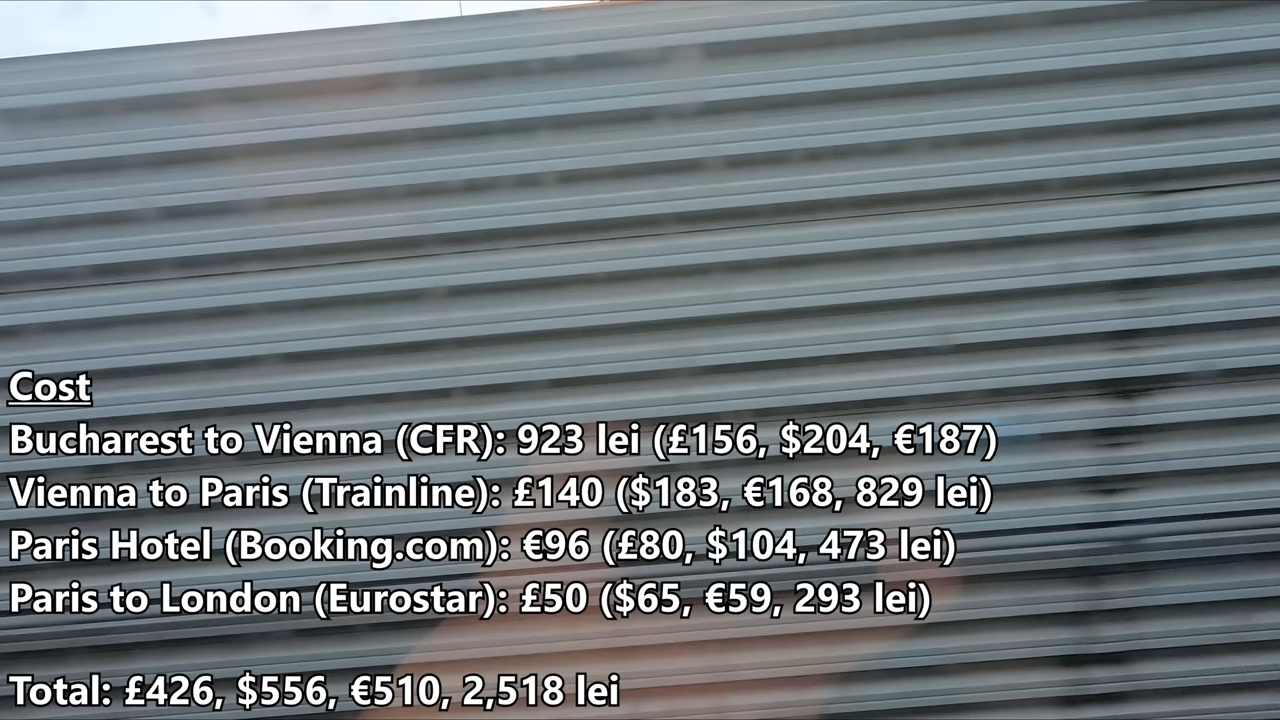 Cost
Bucharest to Vienna (CFR): 923 lei (£156, $204, €187)
Vienna to Paris (Trainline): £140 ($183, €168, 829 lei)
Paris Hotel (Booking.com): €96 (£80, $104, 473 lei)
Paris to London (Eurostar): £50 ($65, €59, 293 lei)
Total: £426, $556, €510, 2,518 lei